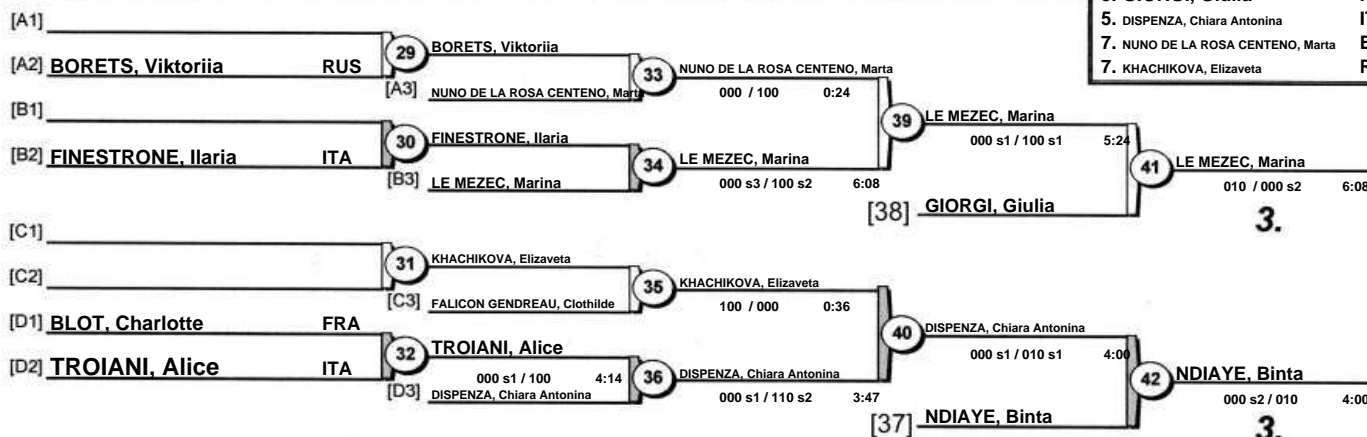 5. DISPENZA, Chiara Antonina
7. NUNO DE LA ROSA CENTENO, Marta
7. KHACHIKOVA, Elizaveta
[A1]
[A2] BORETS, Viktoriia RUS
29
BORETS, Viktoriia
[A3] NUNO DE LA ROSA CENTENO, Marta
33
NUNO DE LA ROSA CENTENO, Marta
000 / 100 0:24
[B1]
[B2] FINESTRONE, Ilaria ITA
30
FINESTRONE, Ilaria
[B3] LE MEZEC, Marina
34
LE MEZEC, Marina
000 s3 / 100 s2 6:08
39
LE MEZEC, Marina
000 s1 / 100 s1 5:24
[38] GIORGI, Giulia
41
LE MEZEC, Marina
010 / 000 s2 6:08
3.
[C1]
[C2]
31
KHACHIKOVA, Elizaveta
[C3] FALICON GENDREAU, Clothilde
35
KHACHIKOVA, Elizaveta
100 / 000 0:36
[D1] BLOT, Charlotte FRA
[D2] TROIANI, Alice ITA
32
TROIANI, Alice
000 s1 / 100 4:14
[D3] DISPENZA, Chiara Antonina
36
DISPENZA, Chiara Antonina
000 s1 / 110 s2 3:47
40
DISPENZA, Chiara Antonina
000 s1 / 010 s1 4:00
[37] NDIAYE, Binta
42
NDIAYE, Binta
000 s2 / 010 4:00
3.